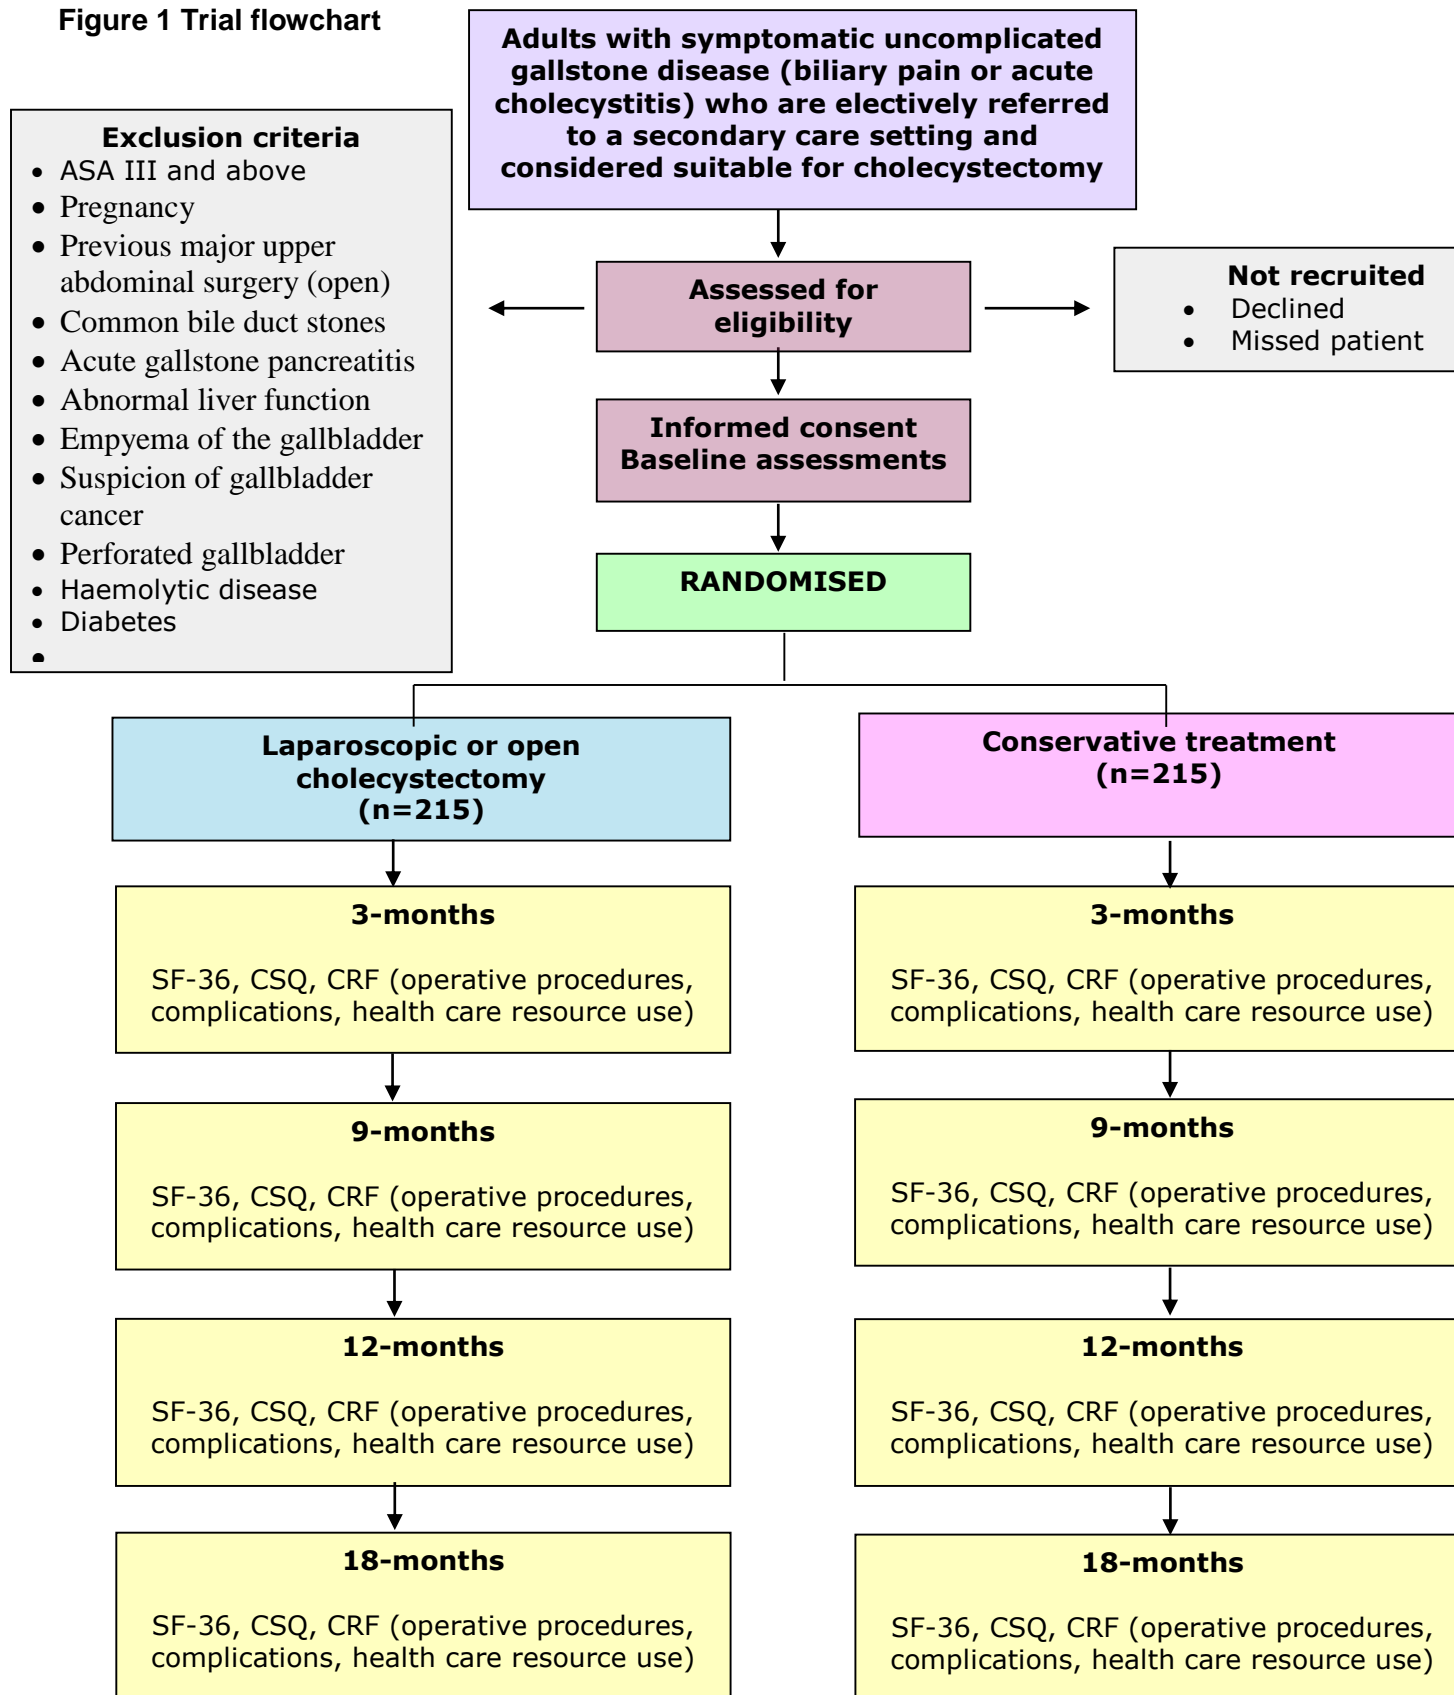 Figure 1 Trial flowchart
Adults with symptomatic uncomplicated
gallstone disease (biliary pain or acute
cholecystitis) who are electively referred
to a secondary care setting and
considered suitable for cholecystectomy
Exclusion criteria
• ASA III and above
• Pregnancy
• Previous major upper
abdominal surgery (open)
• Common bile duct stones
• Acute gallstone pancreatitis
• Abnormal liver function
• Empyema of the gallbladder
• Suspicion of gallbladder
cancer
• Perforated gallbladder
• Haemolytic disease
• Diabetes
•
Assessed for
eligibility
Not recruited
• Declined
• Missed patient
Informed consent
Baseline assessments
RANDOMISED
Laparoscopic or open
cholecystectomy
(n=215)
Conservative treatment
(n=215)
3-months
SF-36, CSQ, CRF (operative procedures,
complications, health care resource use)
3-months
SF-36, CSQ, CRF (operative procedures,
complications, health care resource use)
9-months
SF-36, CSQ, CRF (operative procedures,
complications, health care resource use)
9-months
SF-36, CSQ, CRF (operative procedures,
complications, health care resource use)
12-months
SF-36, CSQ, CRF (operative procedures,
complications, health care resource use)
12-months
SF-36, CSQ, CRF (operative procedures,
complications, health care resource use)
18-months
SF-36, CSQ, CRF (operative procedures,
complications, health care resource use)
18-months
SF-36, CSQ, CRF (operative procedures,
complications, health care resource use)